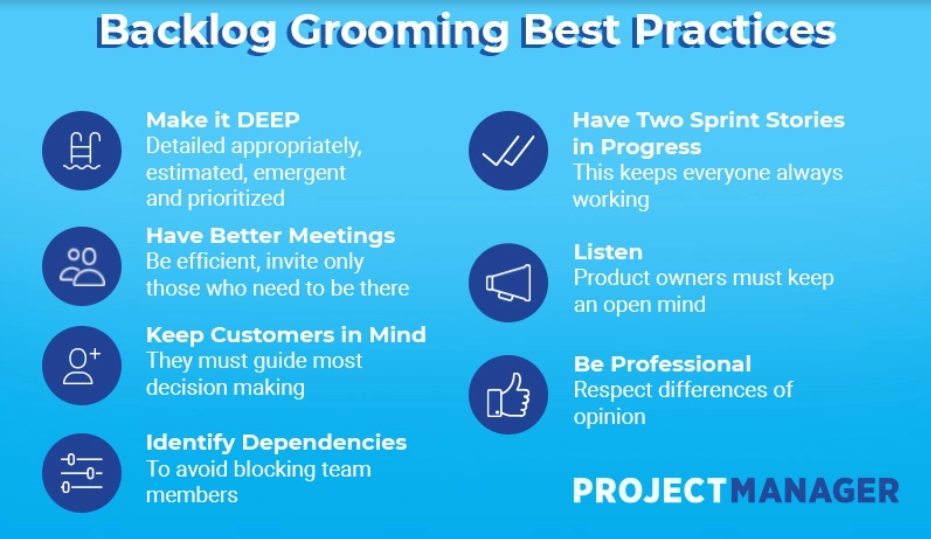 Backlog Grooming Best Practices
Make it DEEP
Detailed appropriately,
estimated, emergent
and prioritized
Have Better Meetings
Be efficient, invite only
those who need to be there
Keep Customers in Mind
They must guide most
decision making
Identify Dependencies
To avoid blocking team
members
Have Two Sprint Stories
in Progress
This keeps everyone always
working
Listen
Product owners must keep
an open mind
Be Professional
Respect differences of
opinion
PROJECTMANAGER